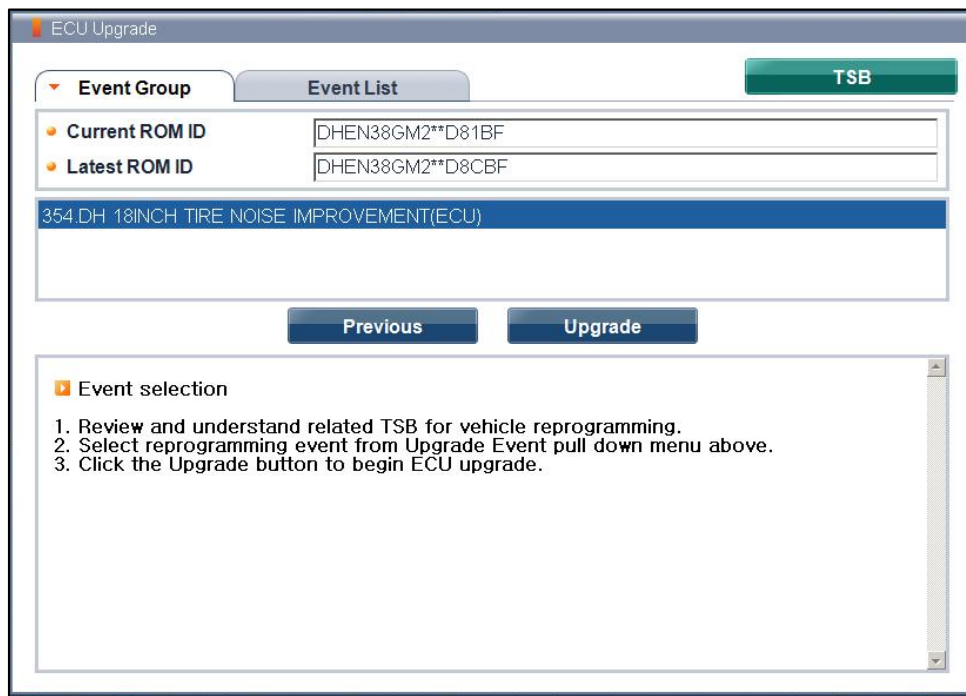 ECU Upgrade
Event Group
Event List
TSB
Current ROM ID
DHEN38GM2**D81BF
Latest ROM ID
DHEN38GM2**D8CBF
354.DH 18INCH TIRE NOISE IMPROVEMENT(ECU)
Previous
Upgrade
Event selection
1. Review and understand related TSB for vehicle reprogramming.
2. Select reprogramming event from Upgrade Event pull down menu above.
3. Click the Upgrade button to begin ECU upgrade.